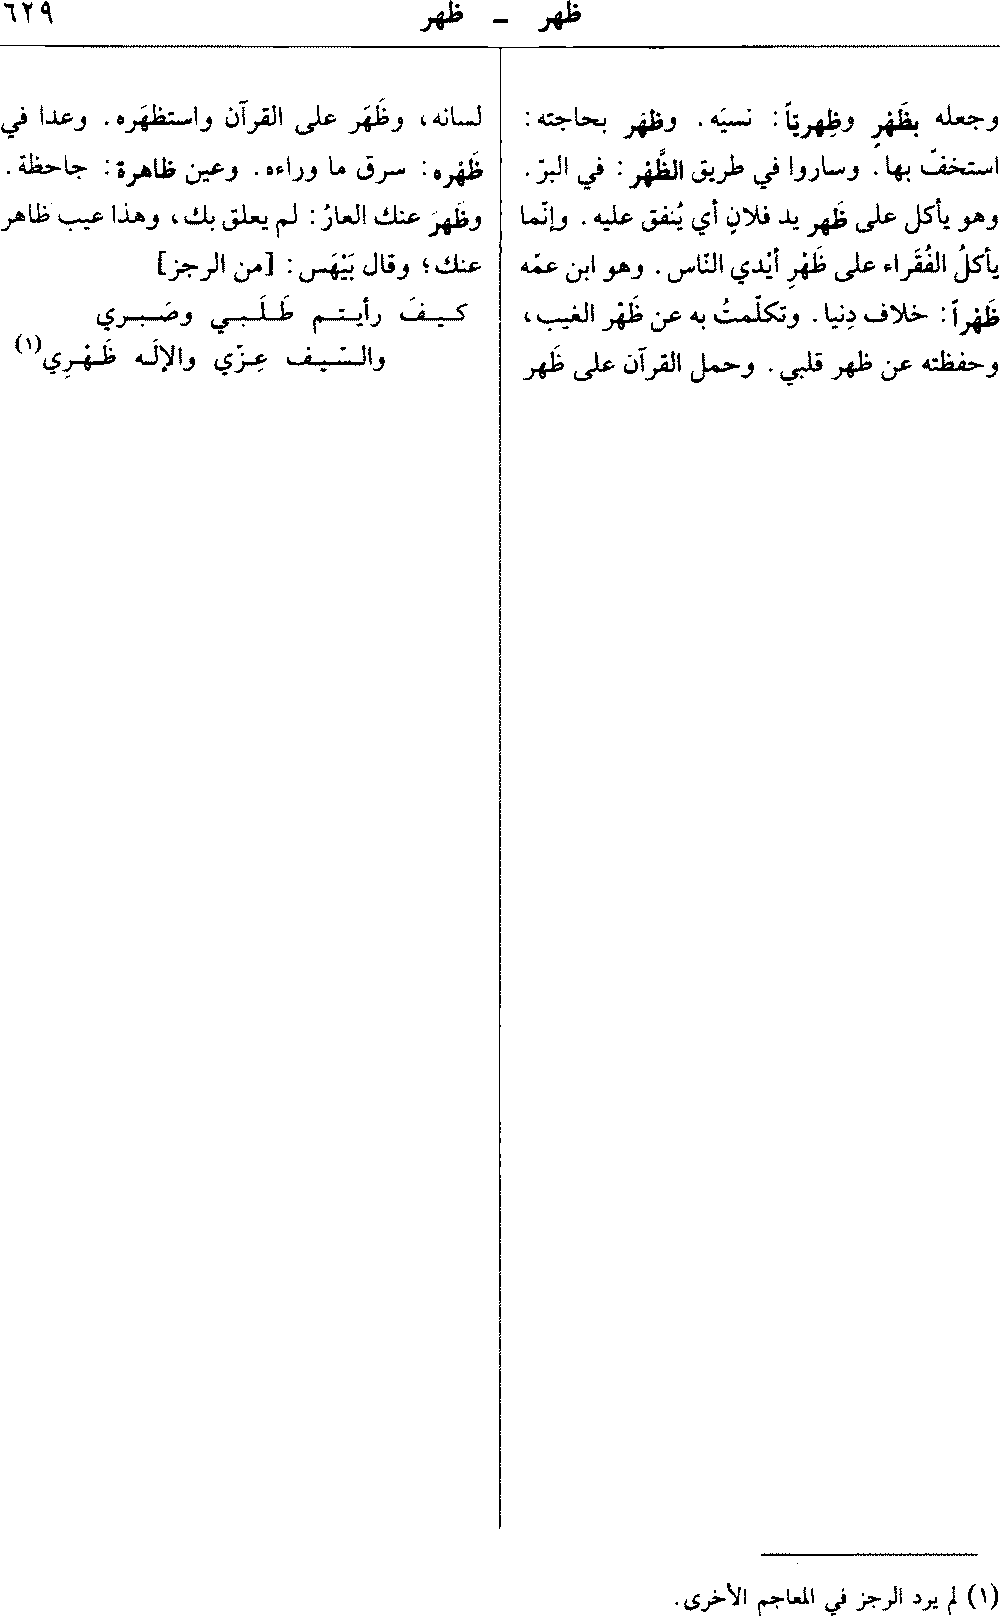 ظهر - ظهر ٦٢٩
وجعله بظَهْرٍ وظِهريّاً: نسيَه. وظهَر بحاجته:
استخفّ بها. وساروا في طريق الظَّهْر: في البرّ.
وهو يأكل على ظَهر يد فلانٍ أي يُنفق عليه. وإنّما
يأكلُ الفُقَراء على ظَهْرِ أيْدي النّاس. وهو ابن عمّه
ظَهْراً: خلاف دِنيا. وتكلّمتُ به عن ظَهْر الغيب،
وحفظته عن ظهر قلبي. وحمل القرآن على ظَهر
لسانه، وظَهَر على القرآن واستظهَره. وعدا في
ظَهْره: سرق ما وراءه. وعين ظاهرة: جاحظة.
وظَهرَ عنك العارُ: لم يعلق بك، وهذا عيب ظاهر
عنك؛ وقال بَيْهَس: [من الرجز]
كيفَ رأيتم طَلَبي وصَبري
والسّيف عِزّي والإلَه ظَهْرِي(١)
(١) لم يرد الرجز في المعاجم الأخرى.